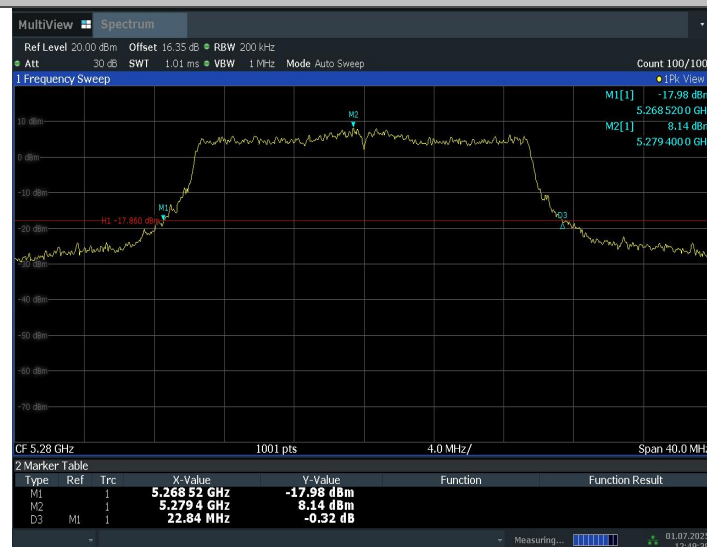 MultiView Spectrum
Ref Level 20.00 dBm Offset 16.35 dB RBW 200 kHz
Att 30 dB SWT 1.01 ms VBW 1 MHz Mode Auto Sweep Count 100/100
1 Frequency Sweep 1Pk View
M1[1] -17.98 dBm
5.268 520 0 GH
M2[1] 8.14 dBm
5.279 400 0 GH
M2
10 dBm
0 dBm
-10 dBm
M1
D3
H1 -17.860 dBm
-20 dBm
-30 dBm
-40 dBm
-50 dBm
-60 dBm
-70 dBm
CF 5.28 GHz 1001 pts 4.0 MHz/ Span 40.0 MHz
2 Marker Table
Type Ref Trc X-Value Y-Value Function Function Result
M1 1 5.268 52 GHz -17.98 dBm
M2 1 5.279 4 GHz 8.14 dBm
D3 M1 1 22.84 MHz -0.32 dB
Measuring... 01.07.2025